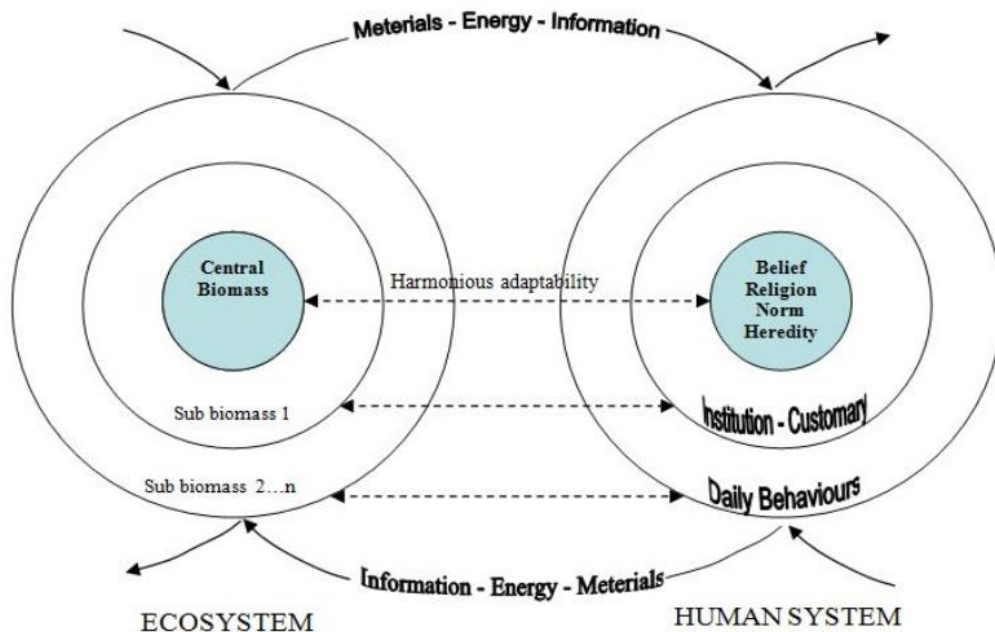 Meterials - Energy - Information
Central
Biomass
Harmonious adaptability
Belief
Religion
Norm
Heredity
Sub biomass 1
Institution - Customary
Sub biomass 2...n
Daily Behaviours
Information - Energy - Meterials
ECOSYSTEM
HUMAN SYSTEM